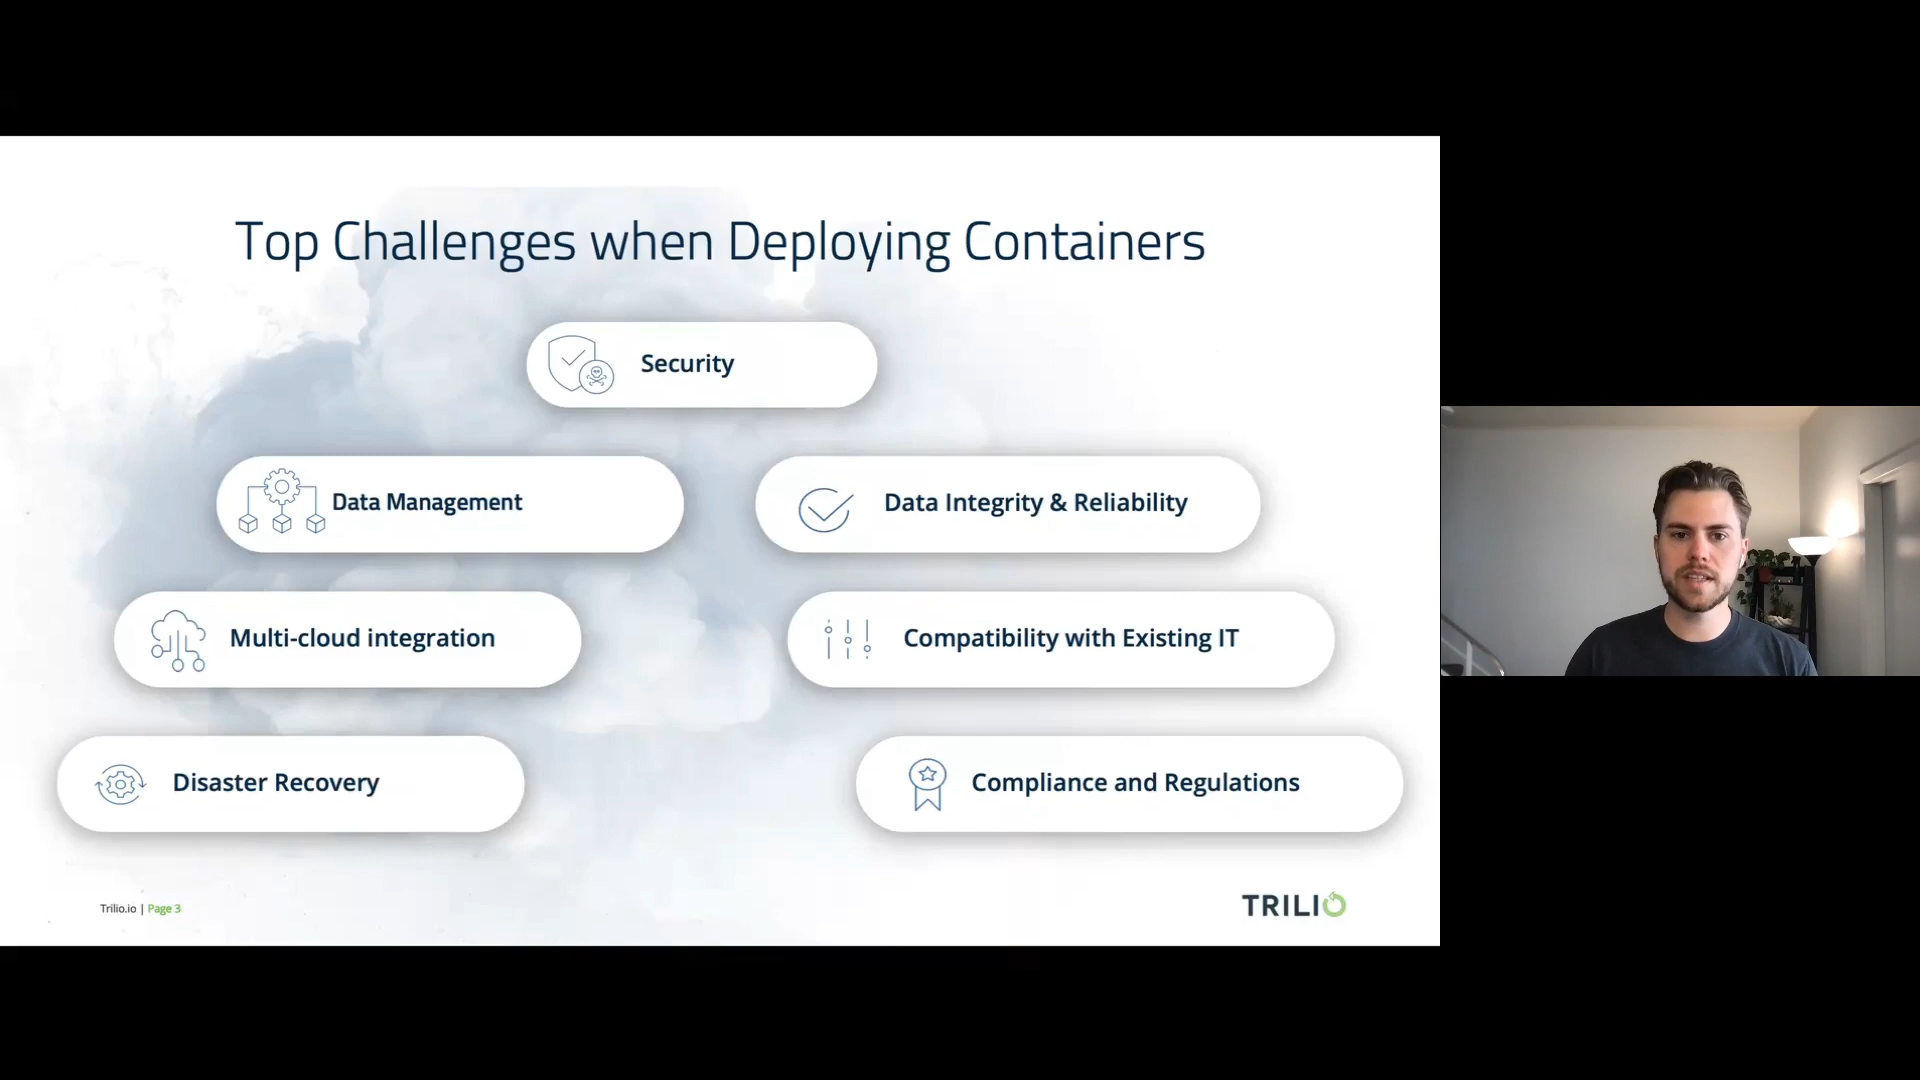 Top Challenges when Deploying Containers
Security
Data Management
Data Integrity & Reliability
Multi-cloud integration
Compatibility with Existing IT
Disaster Recovery
Compliance and Regulations
Trilio.io | Page 3
TRILIO